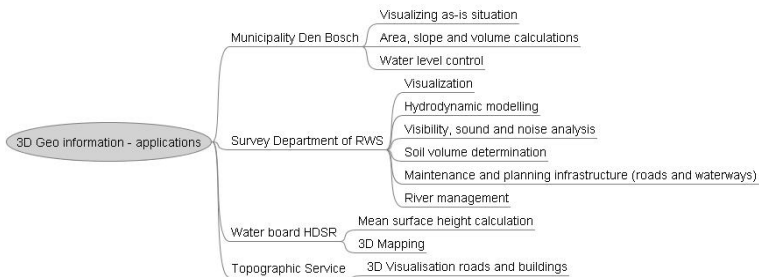 3D Geo information - applications
Municipality Den Bosch
Visualizing as-is situation
Area, slope and volume calculations
Water level control
Survey Department of RWS
Visualization
Hydrodynamic modelling
Visibility, sound and noise analysis
Soil volume determination
Maintenance and planning infrastructure (roads and waterways)
River management
Water board HDSR
Mean surface height calculation
3D Mapping
Topographic Service
3D Visualisation roads and buildings